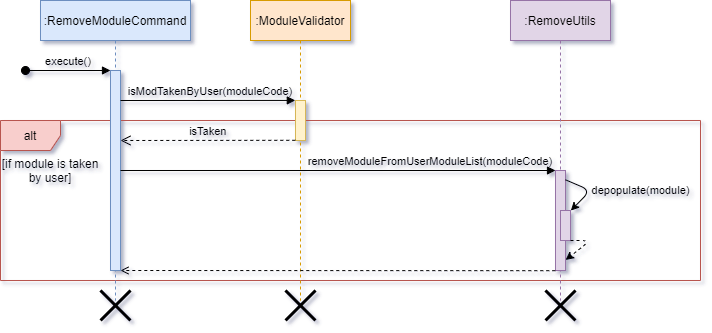 :RemoveModuleCommand
:ModuleValidator
:RemoveUtils
execute()
isModTakenByUser(moduleCode)
isTaken
alt
[if module is taken
by user]
removeModuleFromUserModuleList(moduleCode)
depopulate(module)